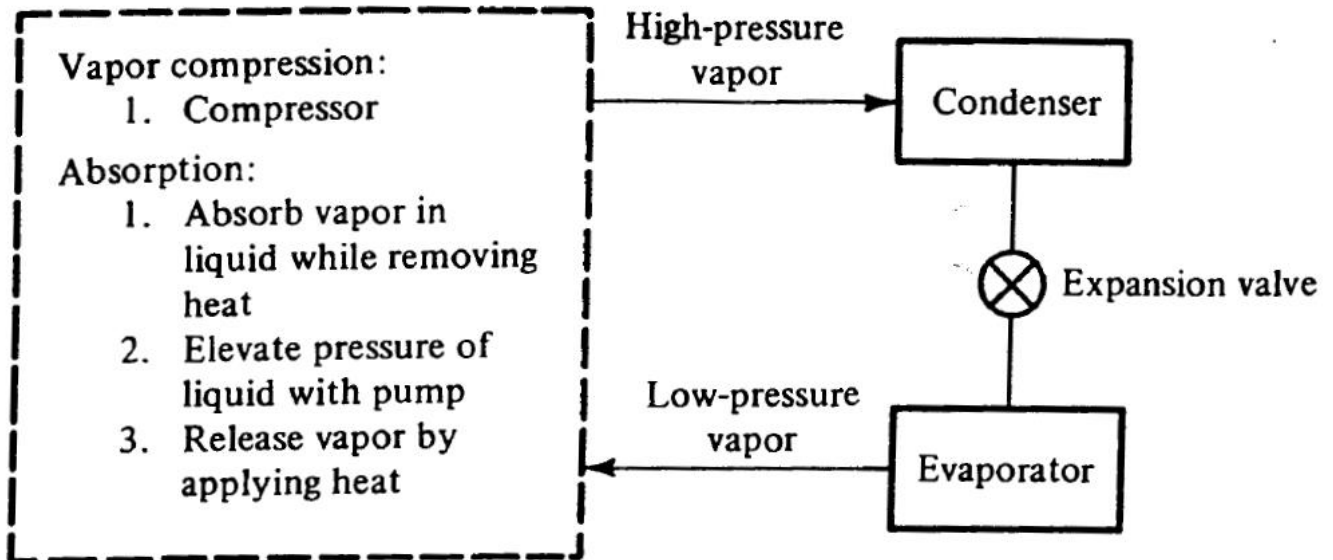 Vapor compression:
1. Compressor
Absorption:
1. Absorb vapor in
liquid while removing
heat
2. Elevate pressure of
liquid with pump
3. Release vapor by
applying heat
High-pressure
vapor
Condenser
Expansion valve
Low-pressure
vapor
Evaporator